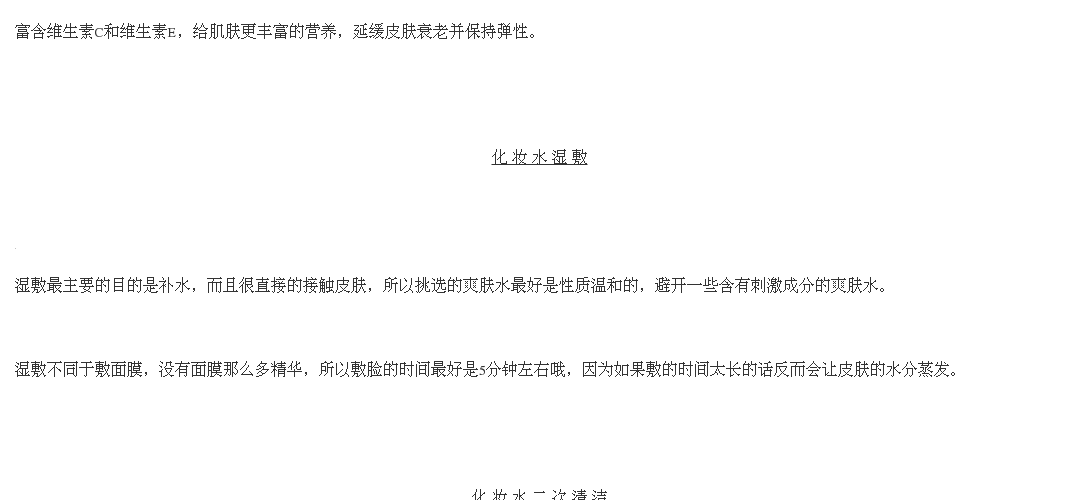 富含维生素C和维生素E，给肌肤更丰富的营养，延缓皮肤衰老并保持弹性。
化 妆 水 湿 敷
湿敷最主要的目的是补水，而且很直接的接触皮肤，所以挑选的爽肤水最好是性质温和的，避开一些含有刺激成分的爽肤水。
湿敷不同于敷面膜，没有面膜那么多精华，所以敷脸的时间最好是5分钟左右哦，因为如果敷的时间太长的话反而会让皮肤的水分蒸发。
化 妆 水 二 次 清 洁